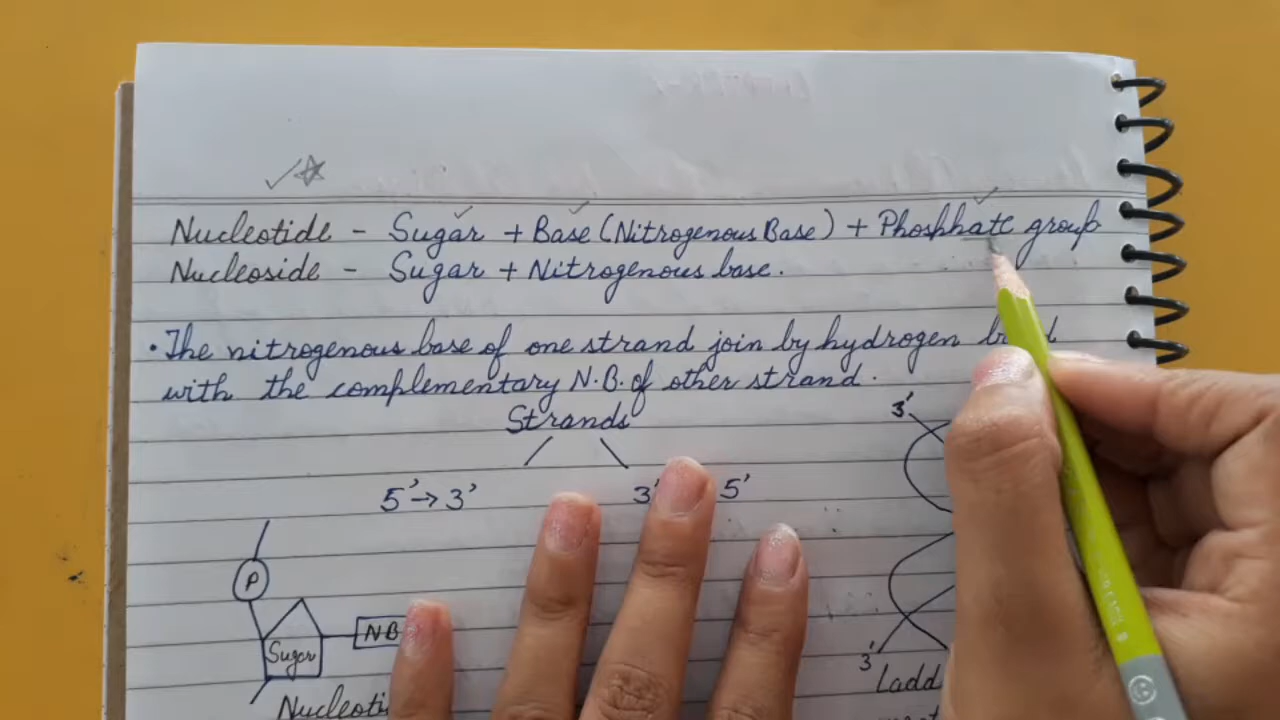 Nucleotide - Sugar + Base (Nitrogenous Base) + Phosphate group
Nucleoside - Sugar + Nitrogenous base.
• The nitrogenous base of one strand join by hydrogen
with the complementary N.B. of other strand.
Strands
5' → 3'
3' 5'
3'
P
NB
Sugar
3'